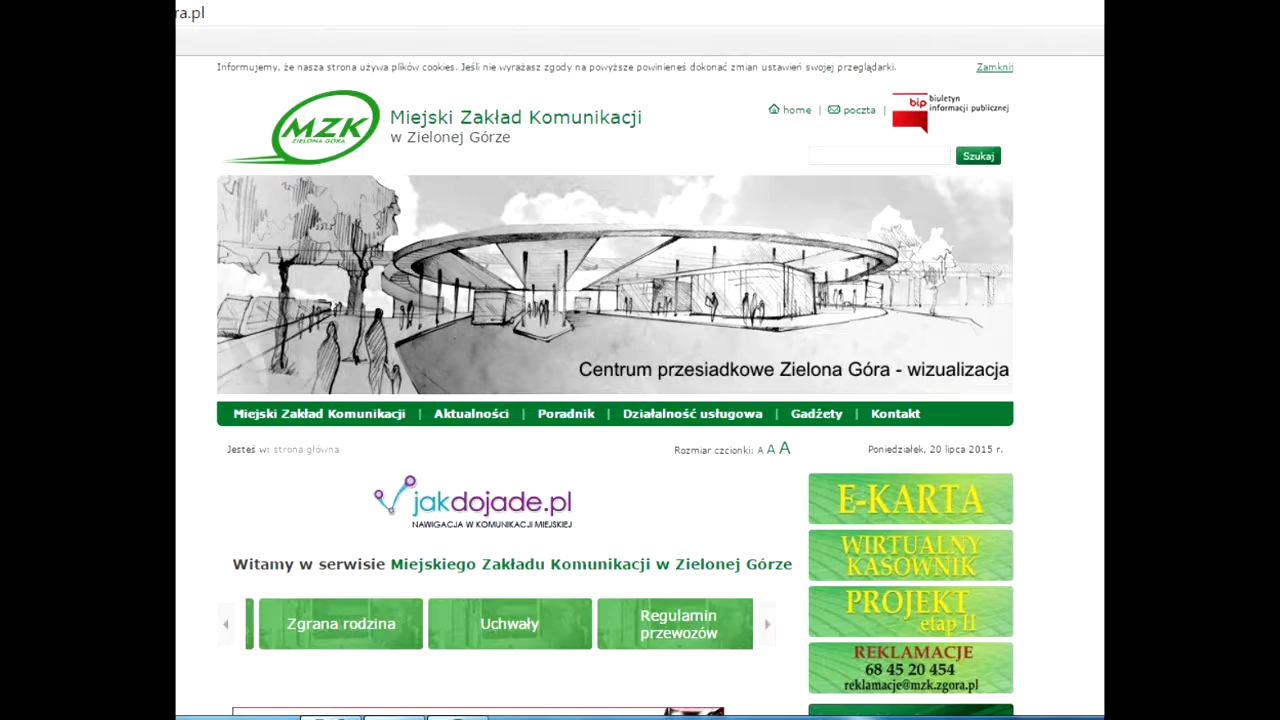 ra.pl
Informujemy, że nasza strona używa plików cookies. Jeśli nie wyrażasz zgody na powyższe powinieneś dokonać zmian ustawień swojej przeglądarki.
Zamknij
MZK
ZIELONA GÓRA
Miejski Zakład Komunikacji
w Zielonej Górze
home | poczta |
bip biuletyn
informacji publicznej
Szukaj
Centrum przesiadkowe Zielona Góra - wizualizacja
Miejski Zakład Komunikacji | Aktualności | Poradnik | Działalność usługowa | Gadżety | Kontakt
Jesteś w: strona główna
Rozmiar czcionki: A A A
Poniedziałek, 20 lipca 2015 r.
jakdojade.pl
NAWIGACJA W KOMUNIKACJI MIEJSKIEJ
Witamy w serwisie Miejskiego Zakładu Komunikacji w Zielonej Górze
Zgrana rodzina
Uchwały
Regulamin
przewozów
E-KARTA
WIRTUALNY
KASOWNIK
PROJEKT
etap II
REKLAMACJE
68 45 20 454
reklamacje@mzk.zgora.pl